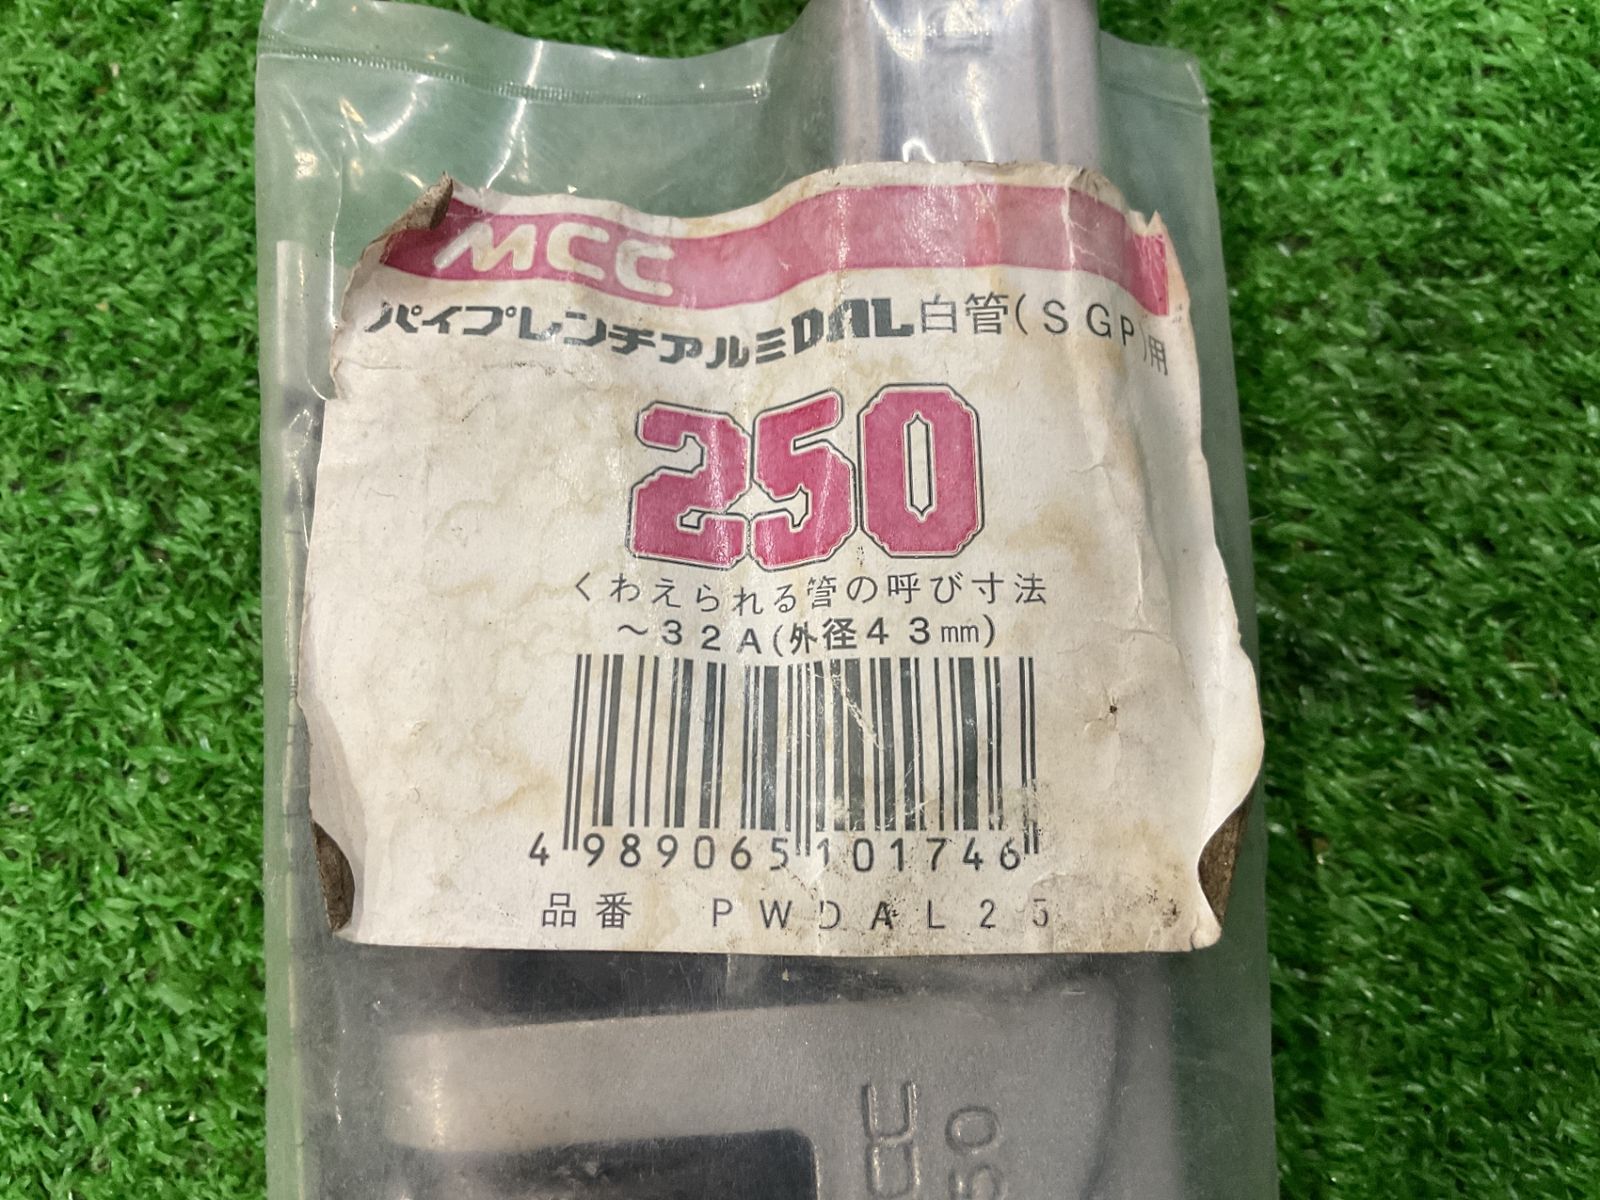 MCC
パイプレンチアルミDAL白管(SGP)用
250
くわえられる管の呼び寸法
～32A(外径43mm)
4 989065 101746
品番 PWDAL25